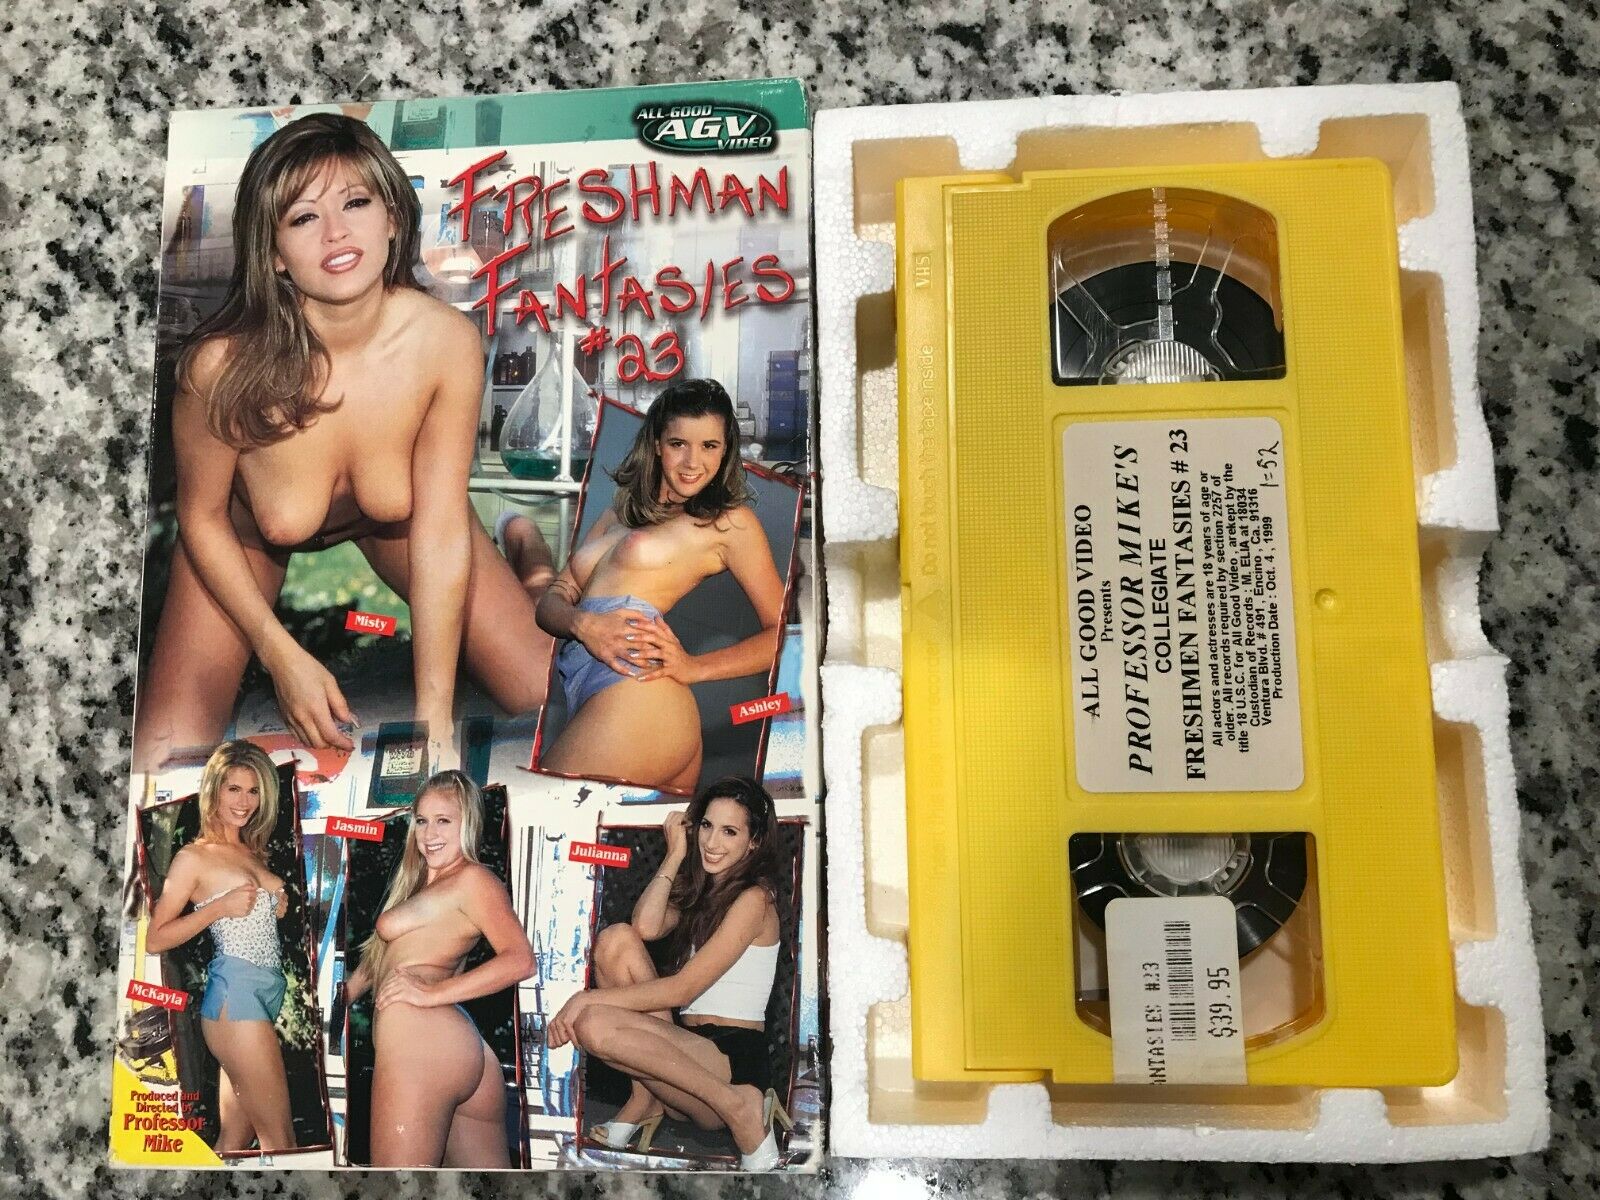 ALL-GOOD
AGV
VIDEO
FRESHMAN
FANTASIES
#23
Misty
Ashley
Jasmin
Julianna
McKayla
Produced and
Directed by
Professor
Mike
VHS
Do not touch the tape inside
ALL GOOD VIDEO
Presents
PROFESSOR MIKE'S
COLLEGIATE
FRESHMEN FANTASIES # 23
All actors and actresses are 18 years of age or
older. All records required by section 2257 of
title 18 U.S.C. for All Good Video, arekept by the
Custodian of Records : M. ELIA at 18034
Ventura Blvd. # 491 , Encino , Ca. 91316
Production Date : Oct. 4 , 1999
1=52
ANTASIES #23
$39.95